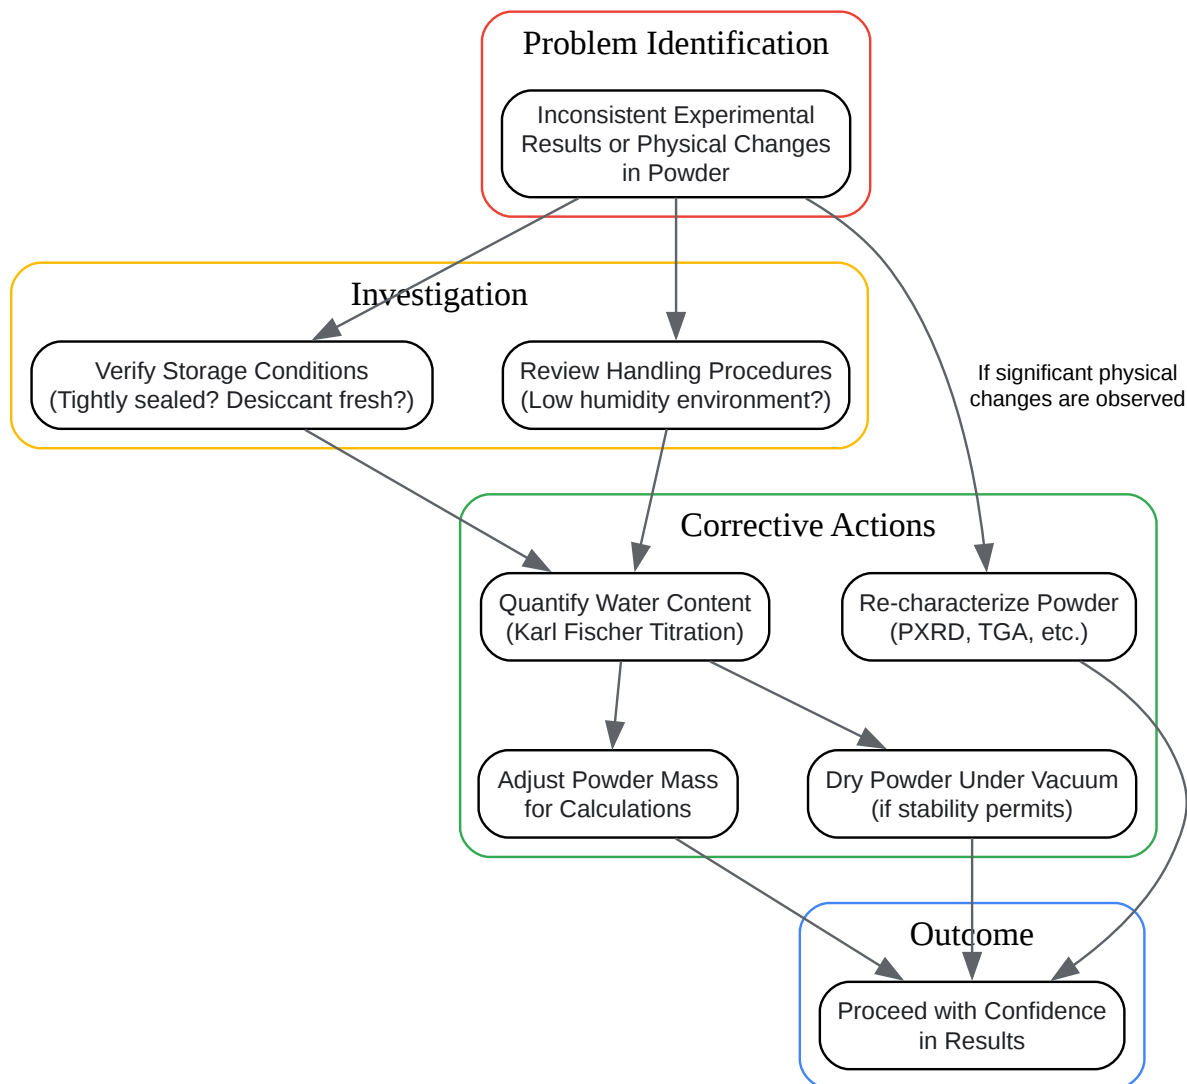 Problem Identification
Inconsistent Experimental
Results or Physical Changes
in Powder
Investigation
Verify Storage Conditions
(Tightly sealed? Desiccant fresh?)
Review Handling Procedures
(Low humidity environment?)
If significant physical
changes are observed
Corrective Actions
Quantify Water Content
(Karl Fischer Titration)
Re-characterize Powder
(PXRD, TGA, etc.)
Adjust Powder Mass
for Calculations
Dry Powder Under Vacuum
(if stability permits)
Outcome
Proceed with Confidence
in Results